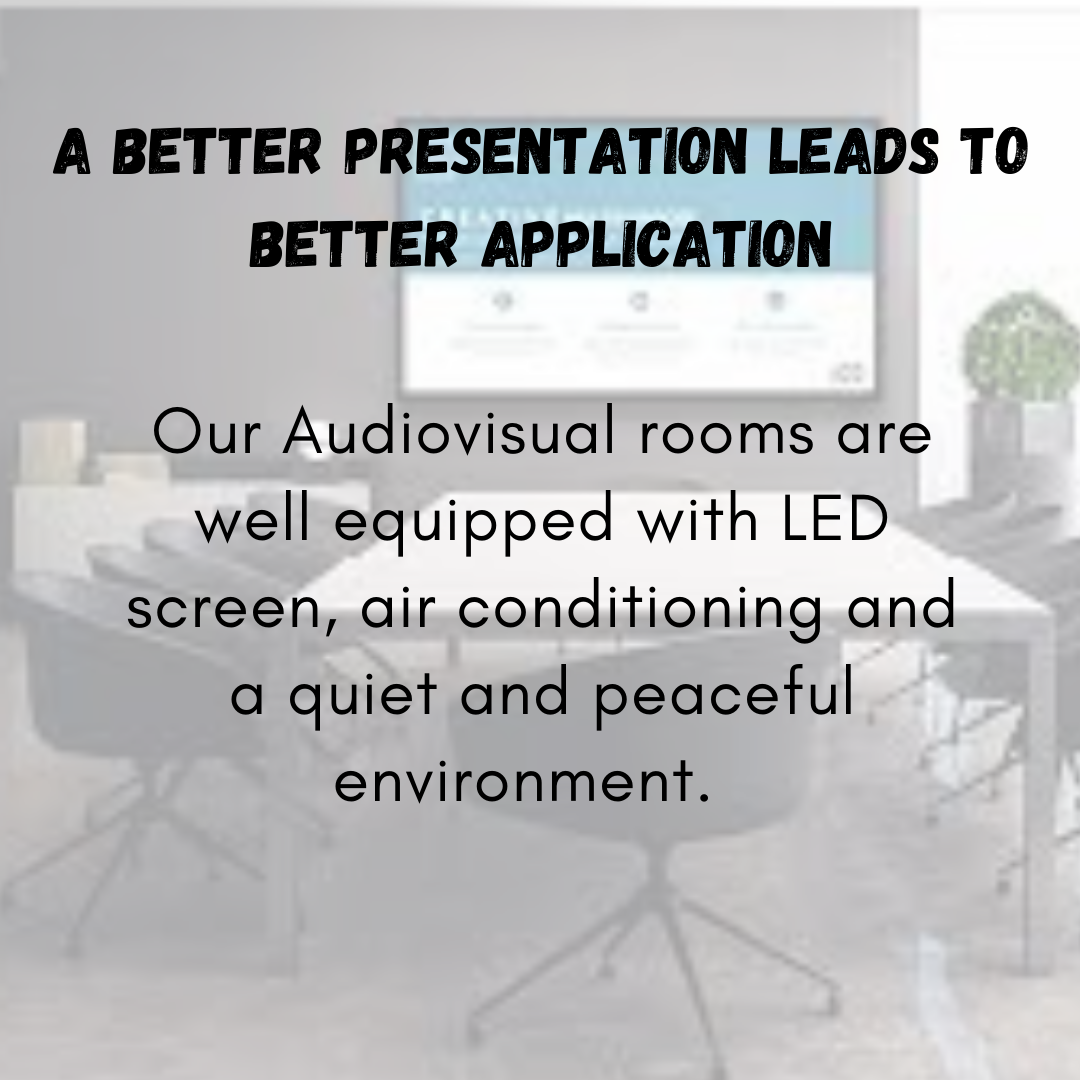 A BETTER PRESENTATION LEADS TO
BETTER APPLICATION
Our Audiovisual rooms are
well equipped with LED
screen, air conditioning and
a quiet and peaceful
environment.